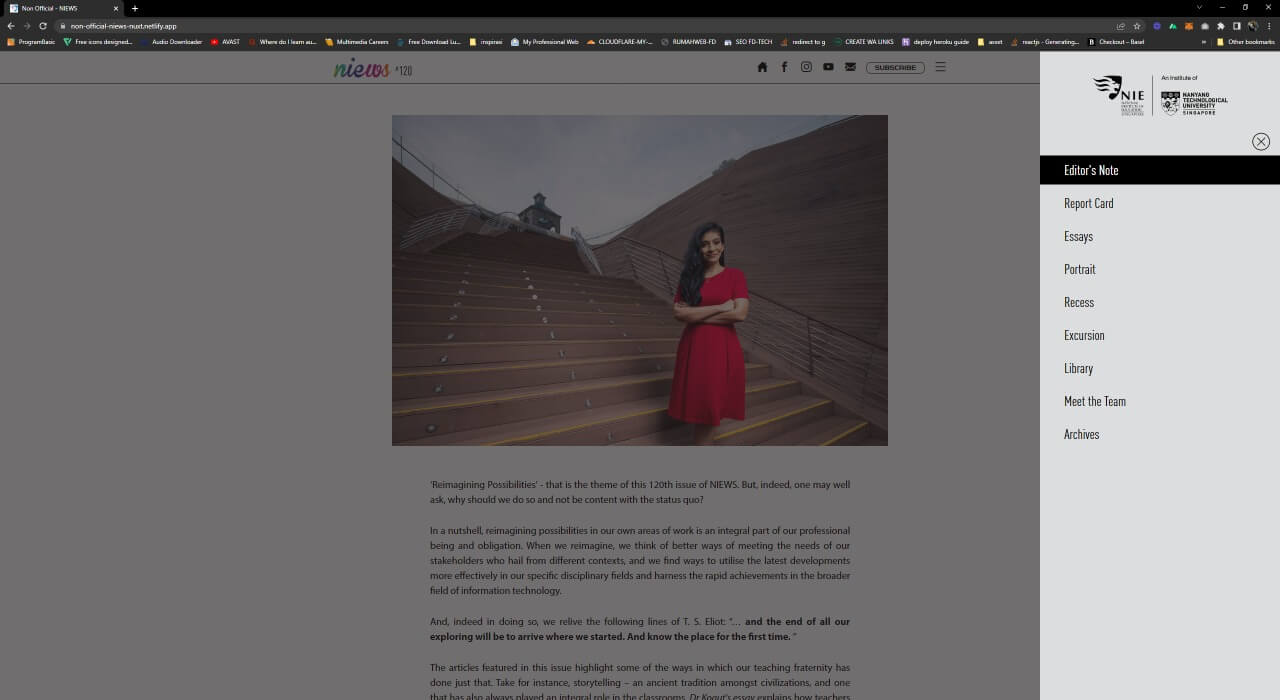 Non Official - NIEWS
non-official-niews-nuxt.netlify.app
ProgramBasic
Free icons designed...
Audio Downloader
AVAST
Where do I learn au...
Multimedia Careers
Free Download Lu...
inspirasi
My Professional Web
CLOUDFLARE-MY-...
RUMAHWEB-FD
SEO FD-TECH
redirect to g
CREATE WA LINKS
deploy heroku guide
asset
reactjs - Generating...
Checkout – Basel
Other bookmarks
niews #120
SUBSCRIBE
NIE
An Institute of
NANYANG
TECHNOLOGICAL
UNIVERSITY
SINGAPORE
Editor's Note
Report Card
Essays
Portrait
Recess
Excursion
Library
Meet the Team
Archives
'Reimagining Possibilities' - that is the theme of this 120th issue of NIEWS. But, indeed, one may well
ask, why should we do so and not be content with the status quo?
In a nutshell, reimagining possibilities in our own areas of work is an integral part of our professional
being and obligation. When we reimagine, we think of better ways of meeting the needs of our
stakeholders who hail from different contexts, and we find ways to utilise the latest developments
more effectively in our specific disciplinary fields and harness the rapid achievements in the broader
field of information technology.
And, indeed in doing so, we relive the following lines of T. S. Eliot: “… and the end of all our
exploring will be to arrive where we started. And know the place for the first time. ”
The articles featured in this issue highlight some of the ways in which our teaching fraternity has
done just that. Take for instance, storytelling – an ancient tradition amongst civilizations, and one
that has also always played an integral role in the classrooms. Dr Kogut's essay explains how teachers